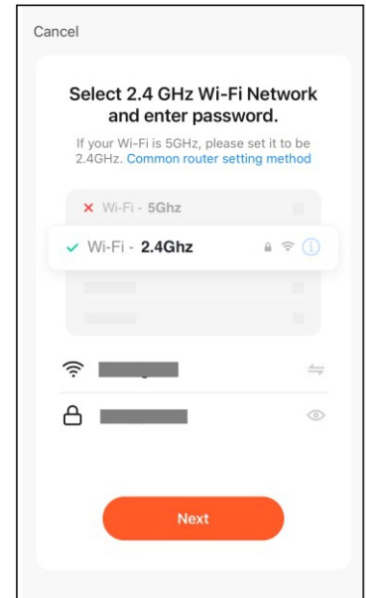 Cancel
Select 2.4 GHz Wi-Fi Network
and enter password.
If your Wi-Fi is 5GHz, please set it to be
2.4GHz. Common router setting method
Wi-Fi - 5Ghz
Wi-Fi - 2.4Ghz
Next